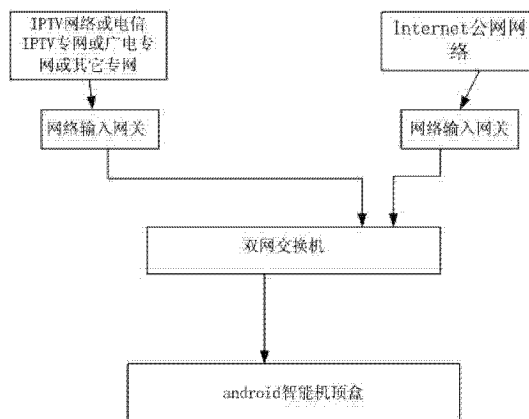 IPTV网络或电信
IPTV专网或广电专
网或其它专网
Internet公网网
络
网络输入网关
网络输入网关
双网交换机
android智能机顶盒